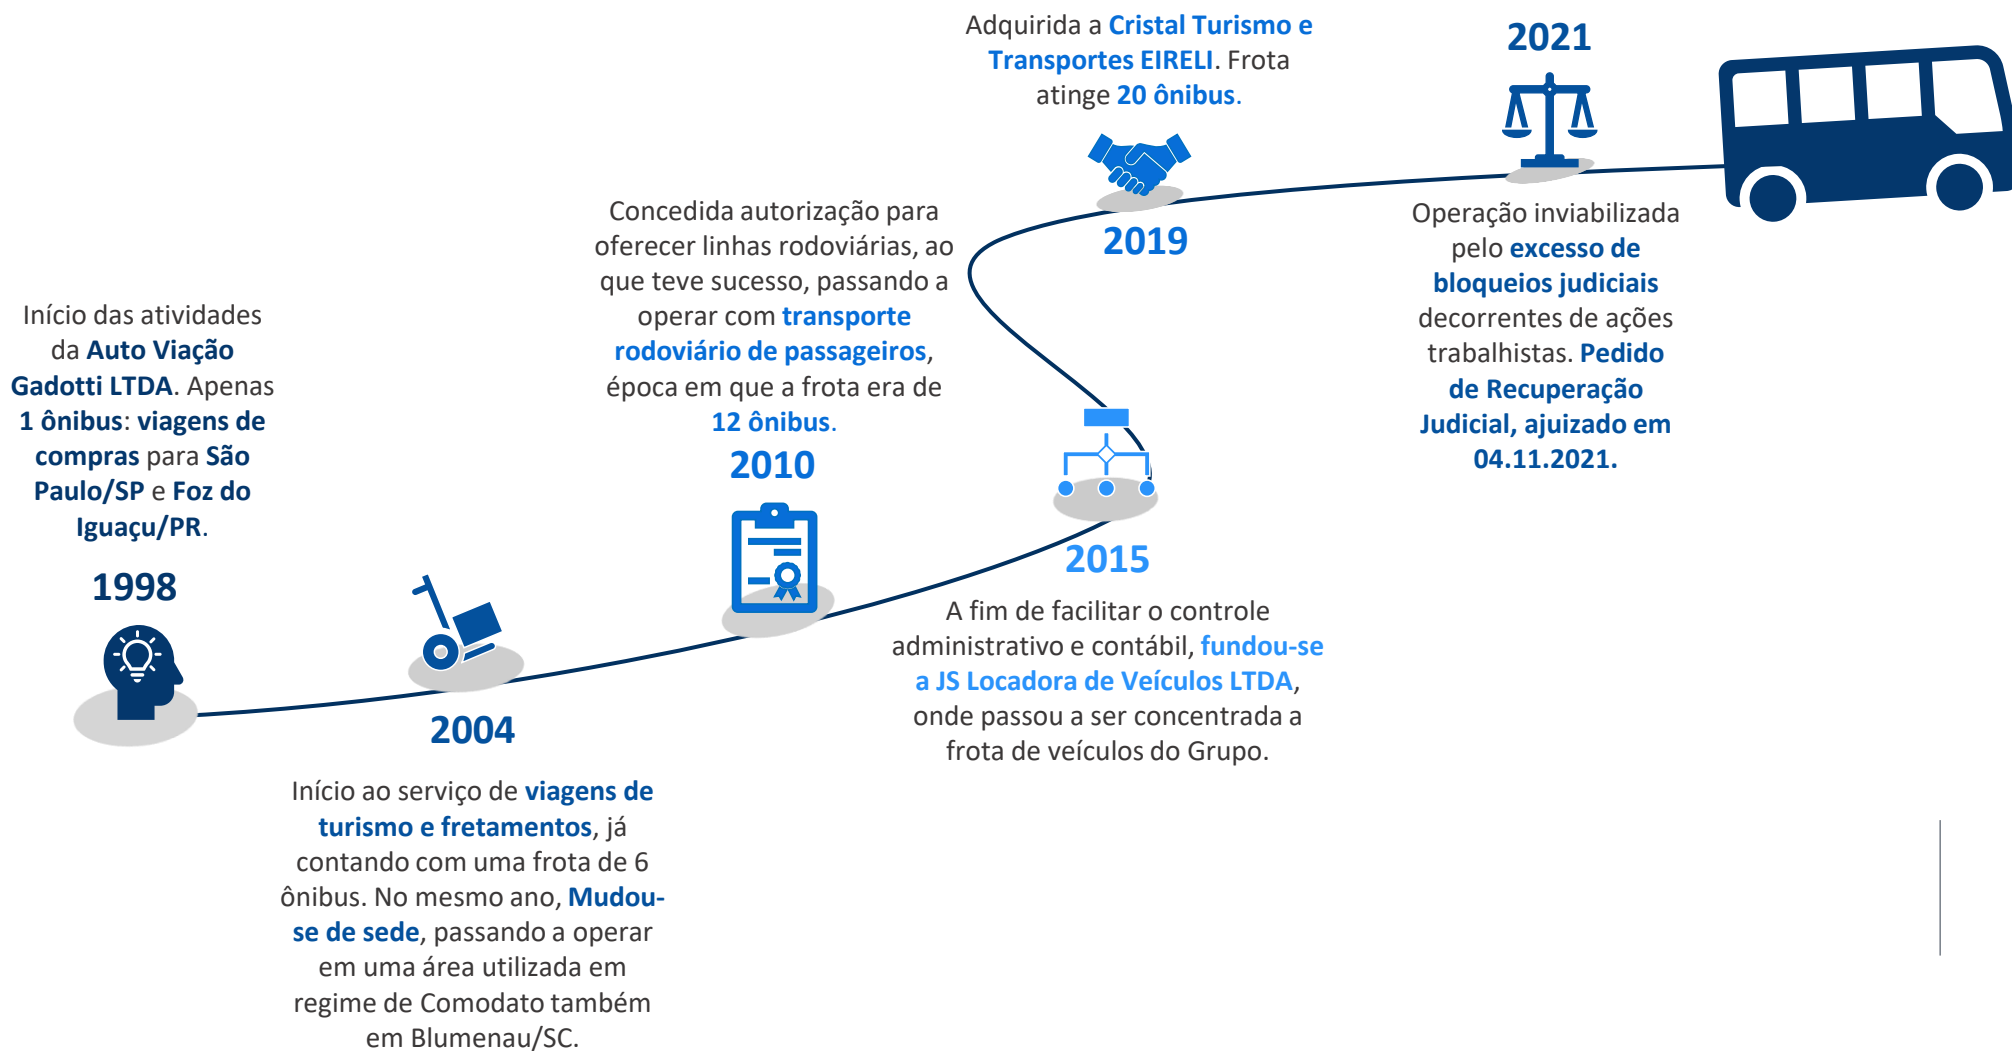 Início das atividades
da Auto Viação
Gadotti LTDA. Apenas
1 ônibus: viagens de
compras para São
Paulo/SP e Foz do
Iguaçu/PR.
1998
2004
Início ao serviço de viagens de
turismo e fretamentos, já
contando com uma frota de 6
ônibus. No mesmo ano, Mudou-
se de sede, passando a operar
em uma área utilizada em
regime de Comodato também
em Blumenau/SC.
Concedida autorização para
oferecer linhas rodoviárias, ao
que teve sucesso, passando a
operar com transporte
rodoviário de passageiros,
época em que a frota era de
12 ônibus.
2010
2015
A fim de facilitar o controle
administrativo e contábil, fundou-se
a JS Locadora de Veículos LTDA,
onde passou a ser concentrada a
frota de veículos do Grupo.
Adquirida a Cristal Turismo e
Transportes EIRELI. Frota
atinge 20 ônibus.
2019
2021
Operação inviabilizada
pelo excesso de
bloqueios judiciais
decorrentes de ações
trabalhistas. Pedido
de Recuperação
Judicial, ajuizado em
04.11.2021.